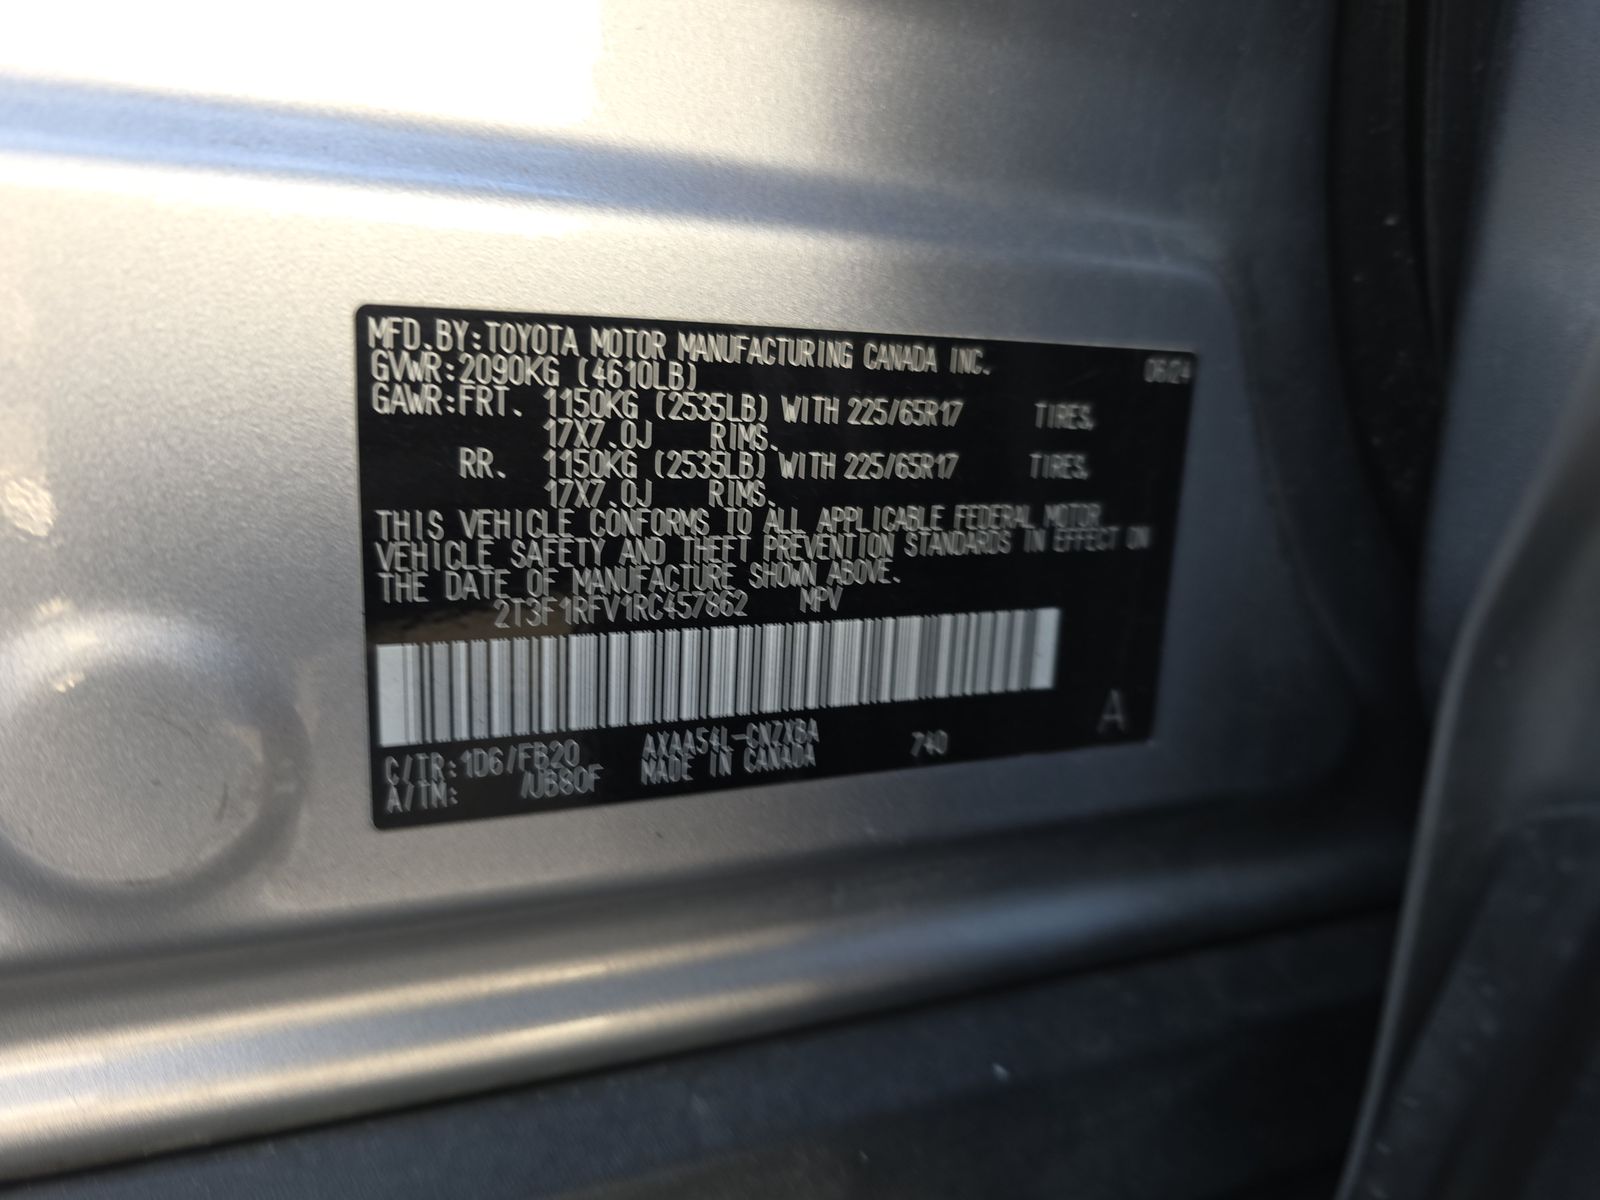 MFD.BY:TOYOTA MOTOR MANUFACTURING CANADA INC. 06/24
GVWR:2090KG (4610LB)
GAWR:FRT. 1150KG (2535LB) WITH 225/65R17 TIRES,
17X7.0J RIMS.
RR. 1150KG (2535LB) WITH 225/65R17 TIRES,
17X7.0J RIMS.
THIS VEHICLE CONFORMS TO ALL APPLICABLE FEDERAL MOTOR
VEHICLE SAFETY AND THEFT PREVENTION STANDARDS IN EFFECT ON
THE DATE OF MANUFACTURE SHOWN ABOVE.
2T3F1RFV1RC457862 MPV
A
C/TR:1D6/FB20 AXAA54L-CNZXBA 740
A/TM: /UB80F MADE IN CANADA